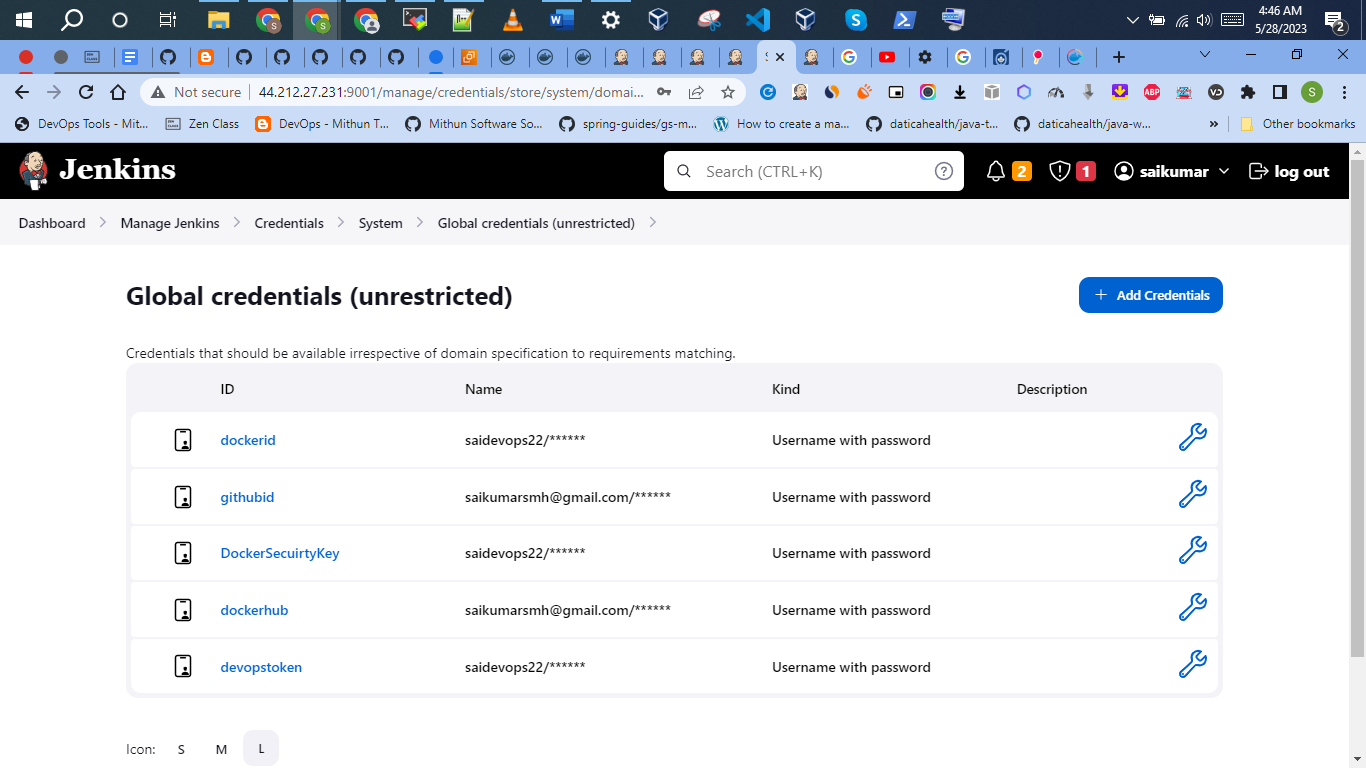 4:46 AM
5/28/2023
2
Not secure | 44.212.27.231:9001/manage/credentials/store/system/domai...
S
ABP
DevOps Tools - Mit...
Zen Class
DevOps - Mithun T...
Mithun Software So...
spring-guides/gs-m...
How to create a ma...
daticahealth/java-t...
daticahealth/java-w...
»
Other bookmarks
Jenkins
Search (CTRL+K)
2
1
saikumar
log out
Dashboard
Manage Jenkins
Credentials
System
Global credentials (unrestricted)
Global credentials (unrestricted)
Add Credentials
Credentials that should be available irrespective of domain specification to requirements matching.
ID Name Kind Description
dockerid saidevops22/****** Username with password
githubid saikumarsmh@gmail.com/****** Username with password
DockerSecuirtyKey saidevops22/****** Username with password
dockerhub saikumarsmh@gmail.com/****** Username with password
devopstoken saidevops22/****** Username with password
Icon: S M L